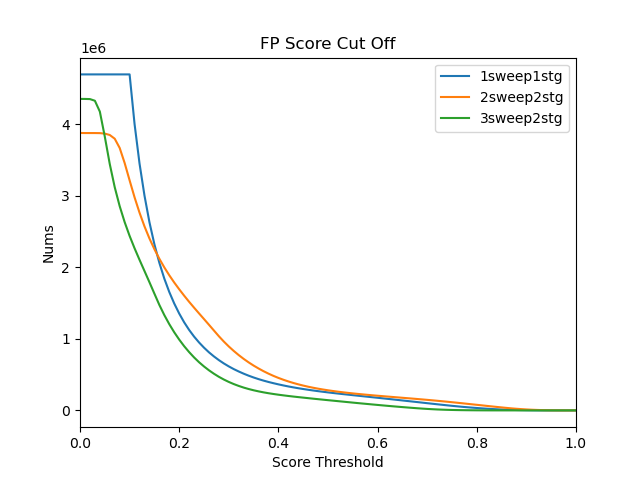 FP Score Cut Off
1e6
1sweep1stg
2sweep2stg
3sweep2stg
4
3
2
1
0
Nums
0.0 0.2 0.4 0.6 0.8 1.0
Score Threshold